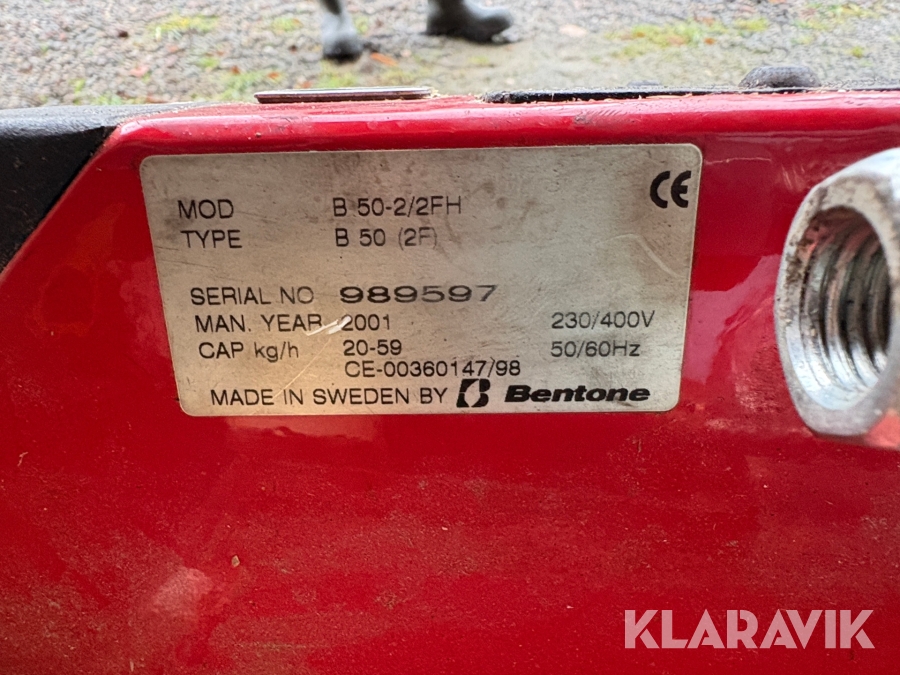 MOD B 50-2/2FH
TYPE B 50 (2F)
CE
SERIAL NO 989597
MAN. YEAR 2001 230/400V
CAP kg/h 20-59 50/60Hz
CE-00360147/98
MADE IN SWEDEN BY Bentone
KLARAVIK